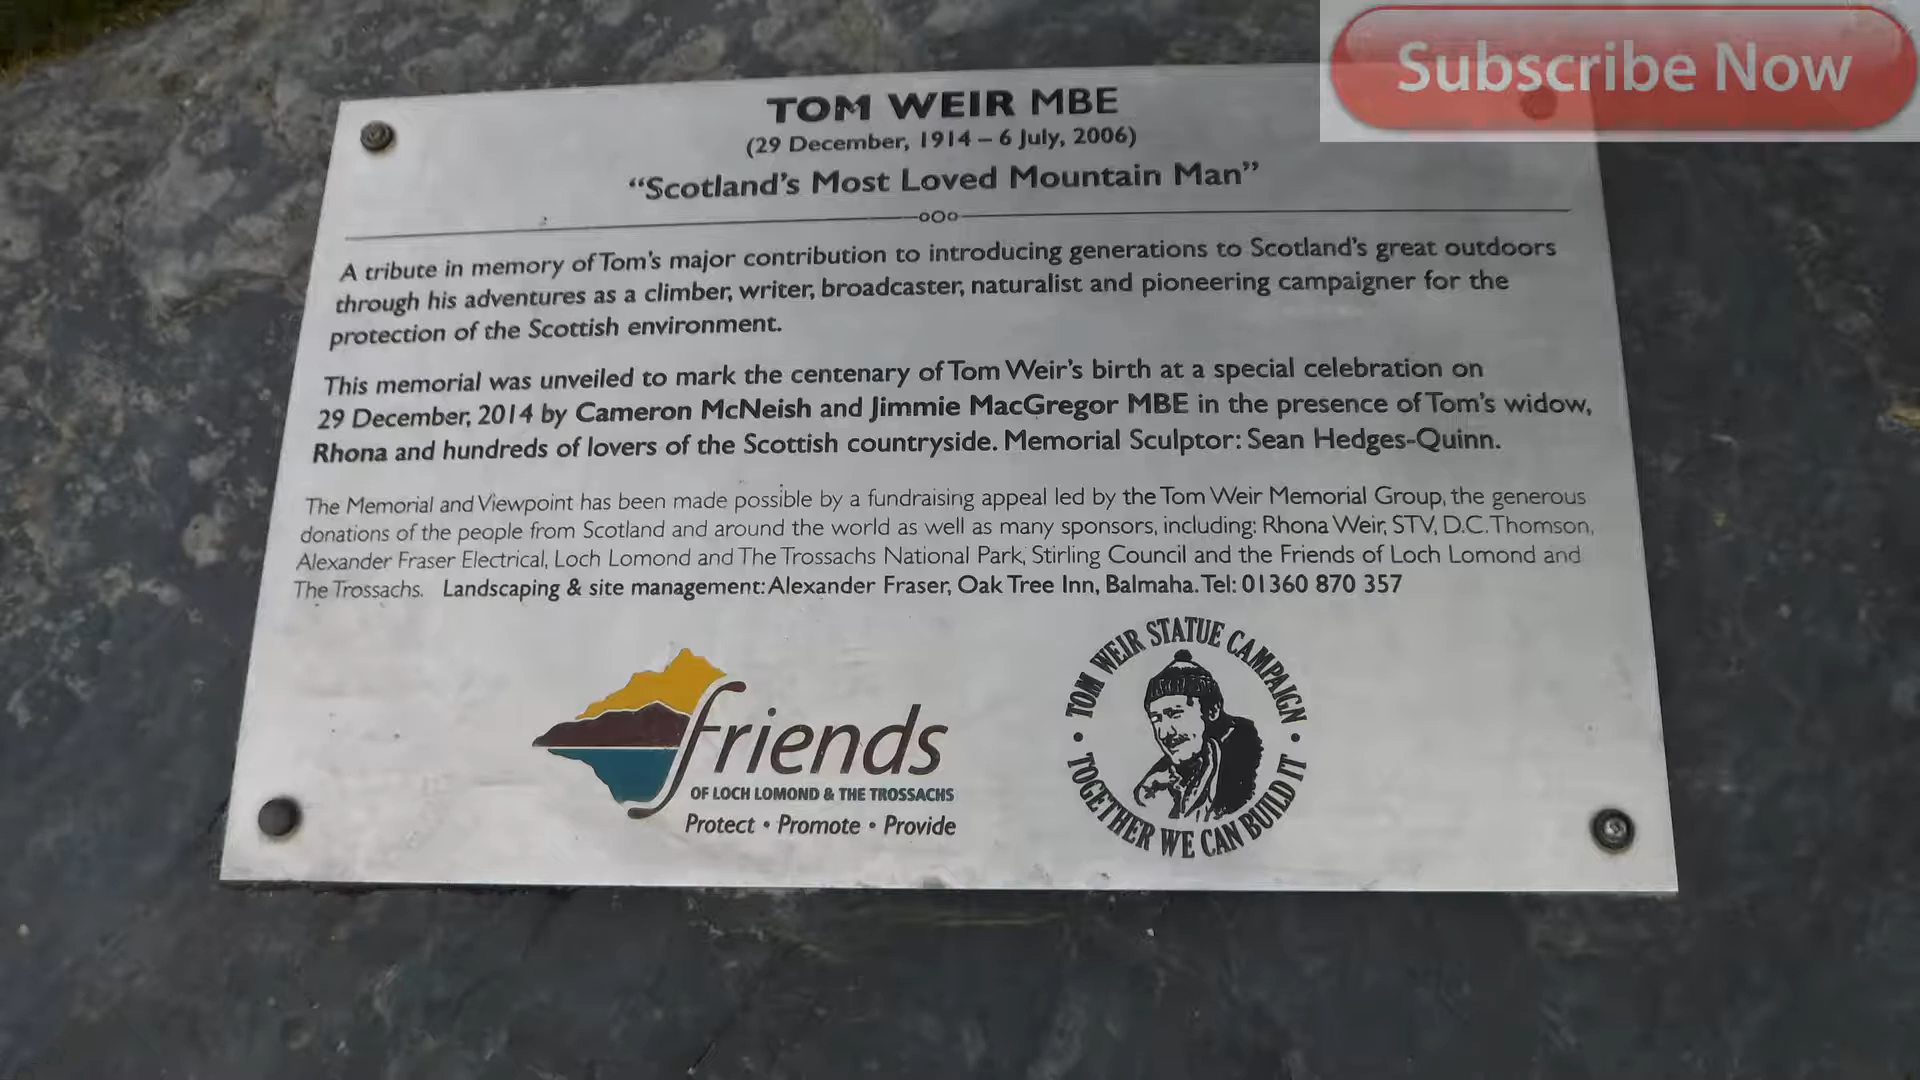 Subscribe Now
TOM WEIR MBE
(29 December, 1914 – 6 July, 2006)
“Scotland’s Most Loved Mountain Man”
A tribute in memory of Tom’s major contribution to introducing generations to Scotland’s great outdoors
through his adventures as a climber, writer, broadcaster, naturalist and pioneering campaigner for the
protection of the Scottish environment.
This memorial was unveiled to mark the centenary of Tom Weir’s birth at a special celebration on
29 December, 2014 by Cameron McNeish and Jimmie MacGregor MBE in the presence of Tom’s widow,
Rhona and hundreds of lovers of the Scottish countryside. Memorial Sculptor: Sean Hedges-Quinn.
The Memorial and Viewpoint has been made possible by a fundraising appeal led by the Tom Weir Memorial Group, the generous
donations of the people from Scotland and around the world as well as many sponsors, including: Rhona Weir, STV, D.C. Thomson,
Alexander Fraser Electrical, Loch Lomond and The Trossachs National Park, Stirling Council and the Friends of Loch Lomond and
The Trossachs. Landscaping & site management: Alexander Fraser, Oak Tree Inn, Balmaha. Tel: 01360 870 357
friends
OF LOCH LOMOND & THE TROSSACHS
Protect • Promote • Provide
TOM WEIR STATUE CAMPAIGN
• TOGETHER WE CAN BUILD IT •